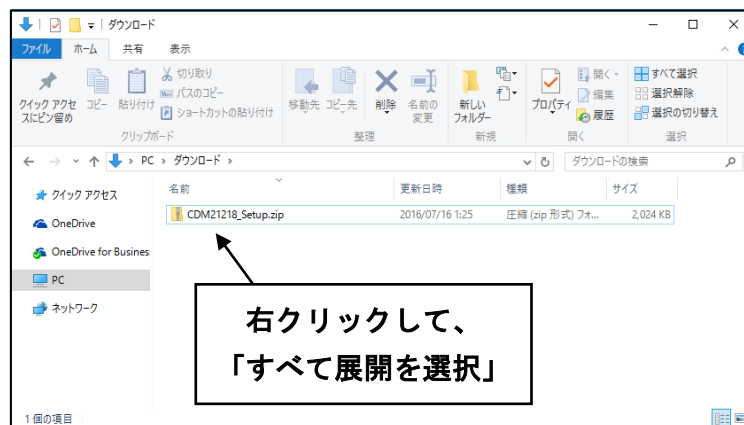 ダウンロード
ファイル ホーム 共有 表示
クイック アクセスにピン留め
コピー
貼り付け
切り取り
パスのコピー
ショートカットの貼り付け
クリップボード
移動先
コピー先
削除
名前の変更
整理
新しいフォルダー
新規
プロパティ
開く
編集
履歴
開く
すべて選択
選択解除
選択の切り替え
選択
PC › ダウンロード ›
ダウンロードの検索
名前 更新日時 種類 サイズ
クイック アクセス
CDM21218_Setup.zip 2016/07/16 1:25 圧縮 (zip 形式) フォ... 2,024 KB
OneDrive
OneDrive for Busines
PC
ネットワーク
右クリックして、
「すべて展開を選択」
1 個の項目